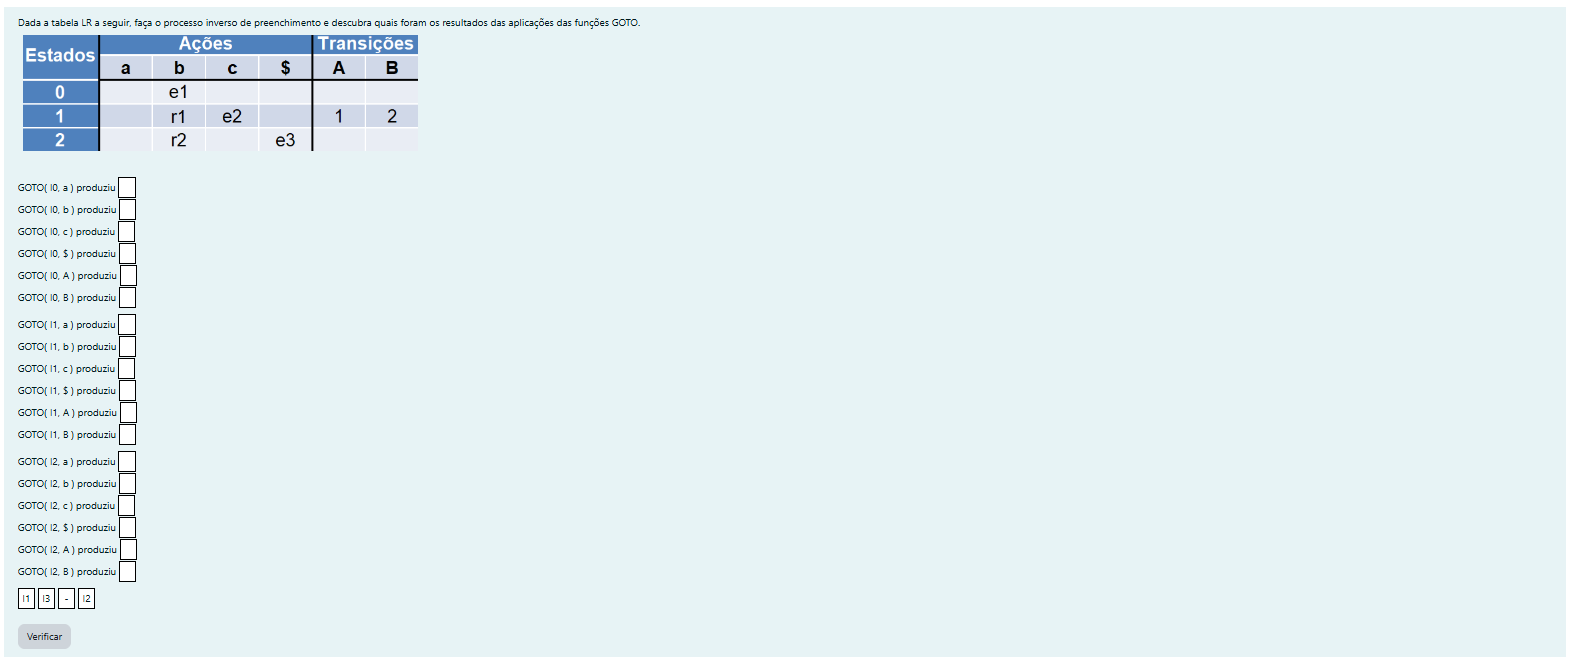 Dada a tabela LR a seguir, faça o processo inverso de preenchimento e descubra quais foram os resultados das aplicações das funções GOTO.
Estados Ações Transições
a b c $ A B
0 e1
1 r1 e2 1 2
2 r2 e3
GOTO( I0, a ) produziu
GOTO( I0, b ) produziu
GOTO( I0, c ) produziu
GOTO( I0, $ ) produziu
GOTO( I0, A ) produziu
GOTO( I0, B ) produziu
GOTO( I1, a ) produziu
GOTO( I1, b ) produziu
GOTO( I1, c ) produziu
GOTO( I1, $ ) produziu
GOTO( I1, A ) produziu
GOTO( I1, B ) produziu
GOTO( I2, a ) produziu
GOTO( I2, b ) produziu
GOTO( I2, c ) produziu
GOTO( I2, $ ) produziu
GOTO( I2, A ) produziu
GOTO( I2, B ) produziu
I1 I3 - I2
Verificar